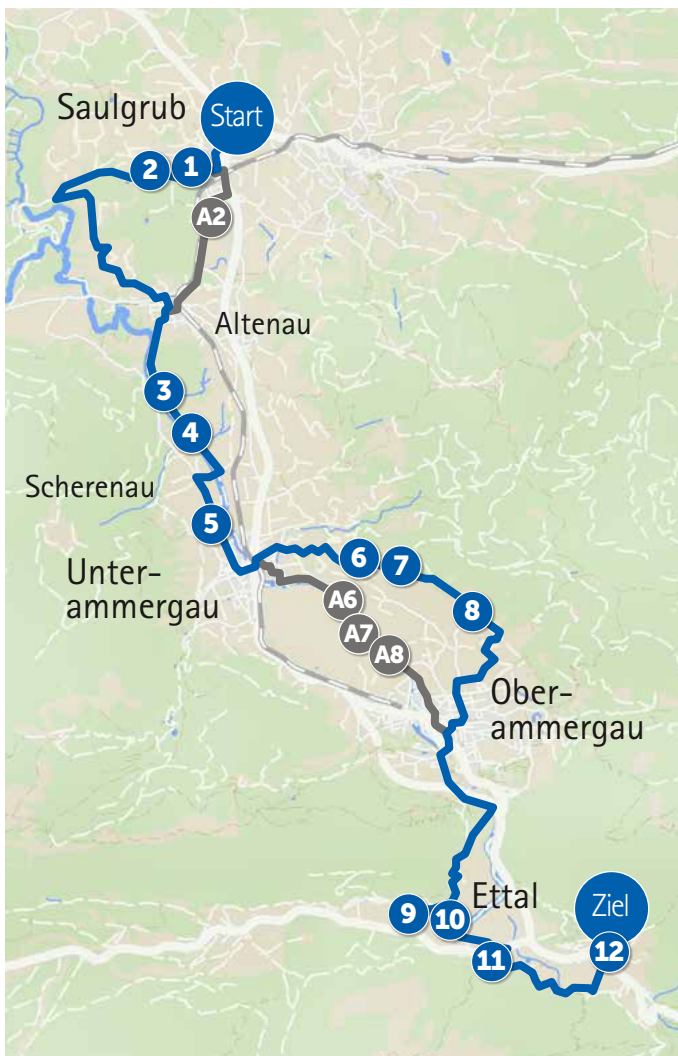 Saulgrub
Start
1
2
A2
Altenau
3
4
Scherenau
5
Unter-
ammergau
6
7
8
A6
A7
A8
Ober-
ammergau
Ettal
9
10
11
Ziel
12